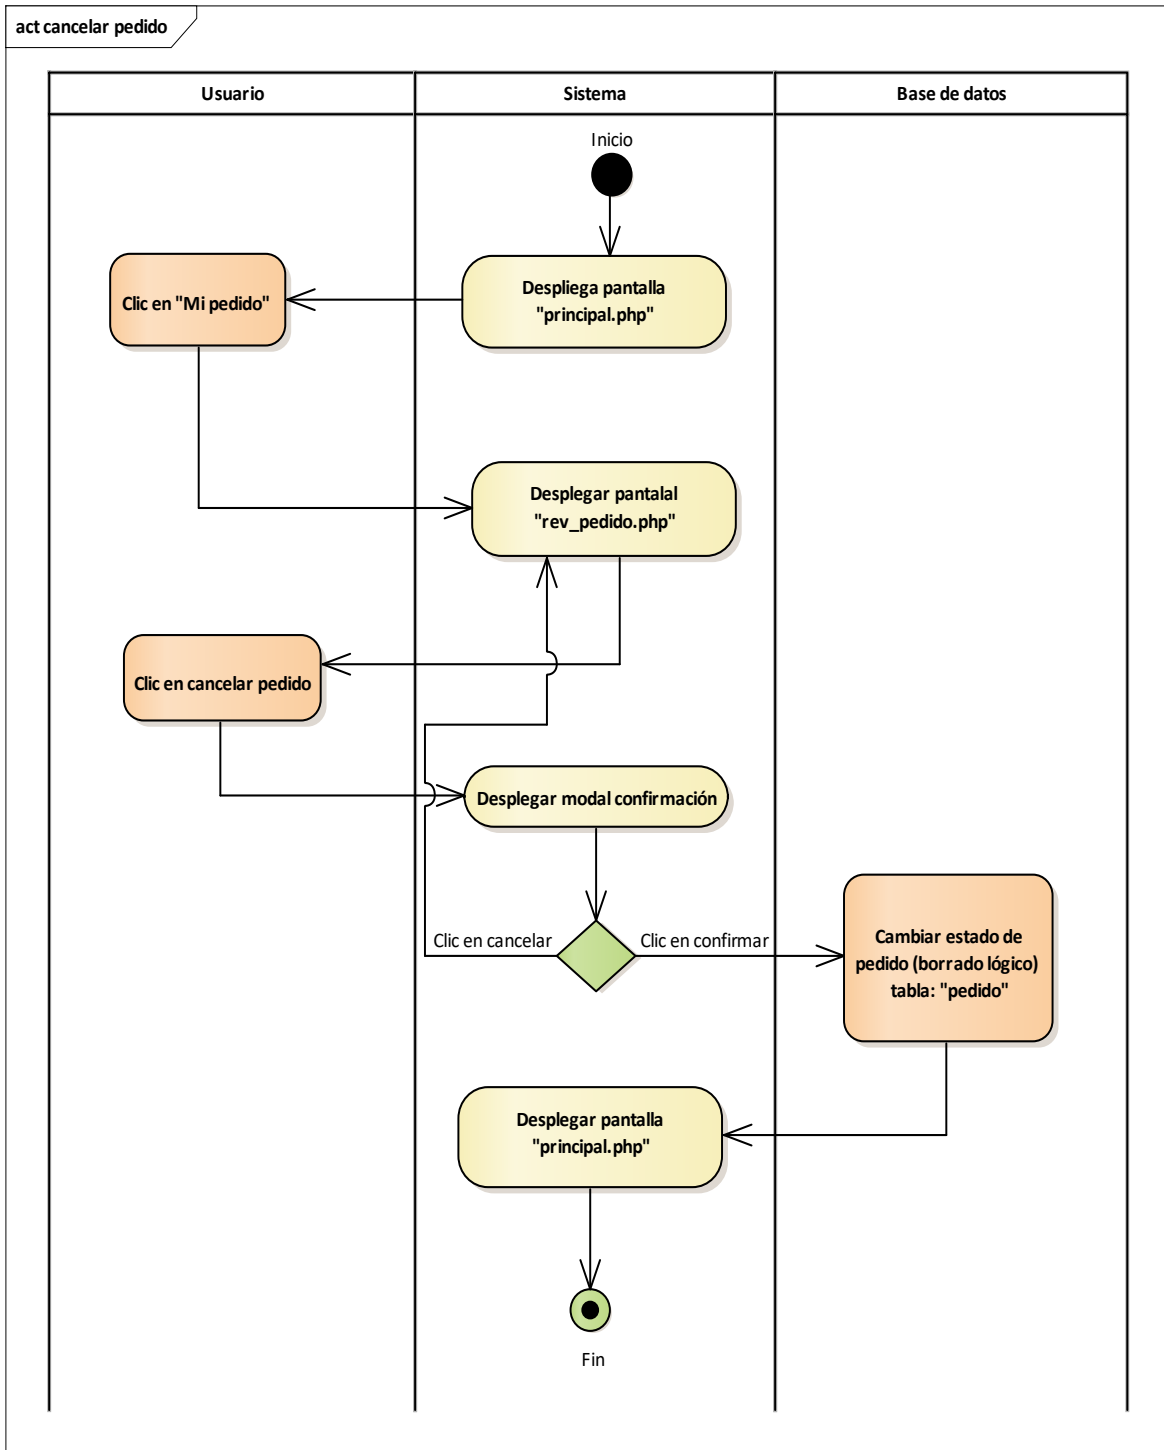 act cancelar pedido
Usuario
Sistema
Base de datos
Inicio
Despliega pantalla
"principal.php"
Clic en "Mi pedido"
Desplegar pantalal
"rev_pedido.php"
Clic en cancelar pedido
Desplegar modal confirmación
Clic en cancelar
Clic en confirmar
Cambiar estado de
pedido (borrado lógico)
tabla: "pedido"
Desplegar pantalla
"principal.php"
Fin